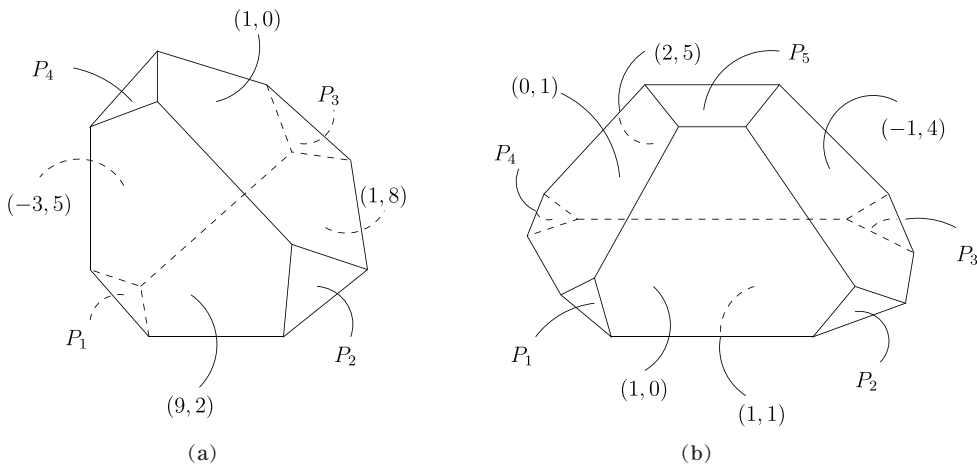 (1, 0)
P4
P3
(−3, 5)
(1, 8)
P1
P2
(9, 2)
(a)
(2, 5)
P5
(0, 1)
(−1, 4)
P4
P3
P1
P2
(1, 0)
(1, 1)
(b)